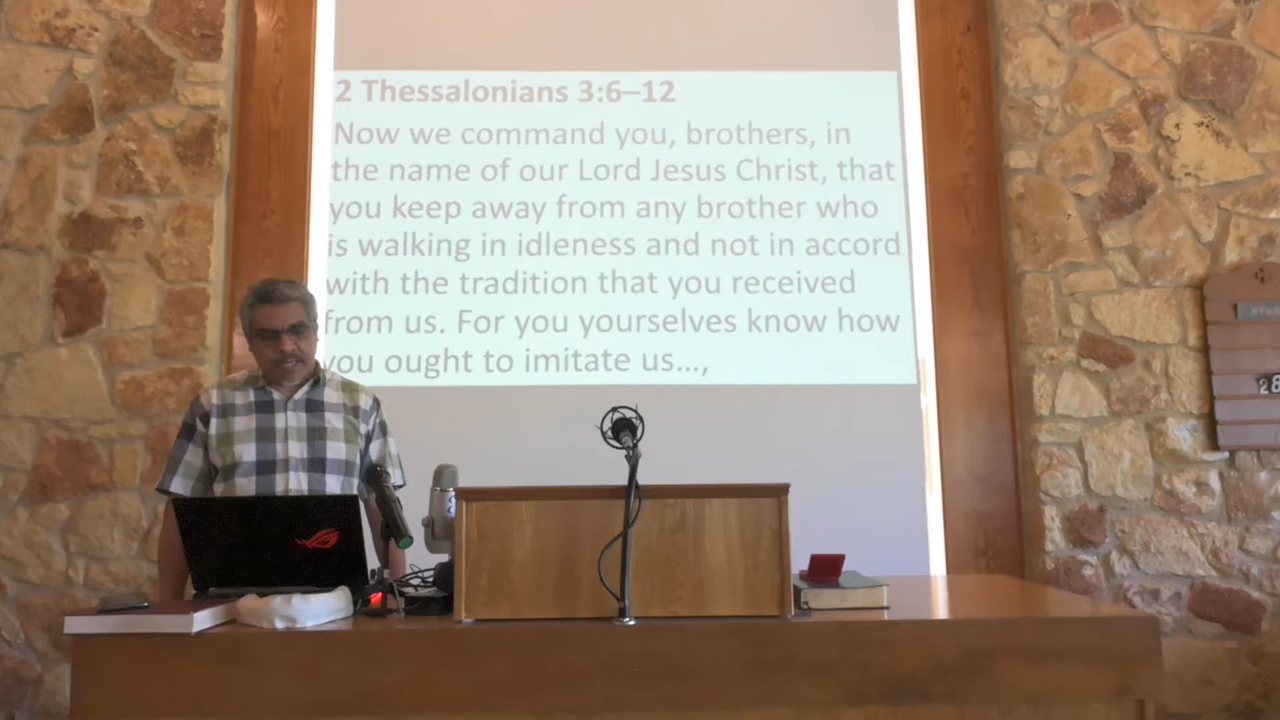 2 Thessalonians 3:6–12
Now we command you, brothers, in
the name of our Lord Jesus Christ, that
you keep away from any brother who
is walking in idleness and not in accord
with the tradition that you received
from us. For you yourselves know how
you ought to imitate us...,
28